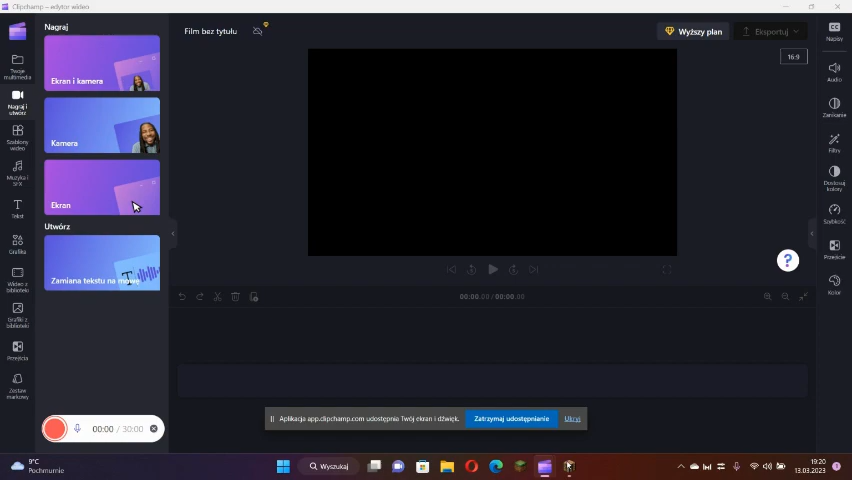 Clipchamp – edytor wideo
Film bez tytułu
Wyższy plan
Eksportuj
16:9
Twoje
multimedia
Nagraj i
utwórz
Szablony
wideo
Muzyka i
SFX
Tekst
Grafika
Wideo z
biblioteki
Grafiki z
biblioteki
Przejścia
Zestaw
markowy
Nagraj
Ekran i kamera
Kamera
Ekran
Utwórz
Zamiana tekstu na mowę
T
00:00 / 30:00
?
00:00.00 / 00:00.00
CC
Napisy
Audio
Zanikanie
Filtry
Dostosuj
kolory
Szybkość
Przejście
Kolor
Aplikacja app.clipchamp.com udostępnia Twój ekran i dźwięk.
Zatrzymaj udostępnianie
Ukryj
9°C
Pochmurnie
Wyszukaj
19:20
13.03.2023
1